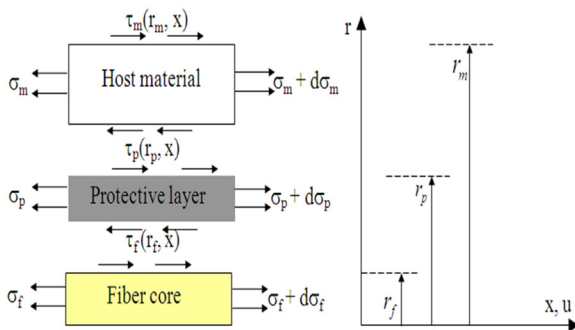 τm(rm, x)
r
Host material
σm
σm + dσm
rm
τp(rp, x)
Protective layer
σp
σp + dσp
rp
τf(rf, x)
Fiber core
σf
σf + dσf
rf
x, u